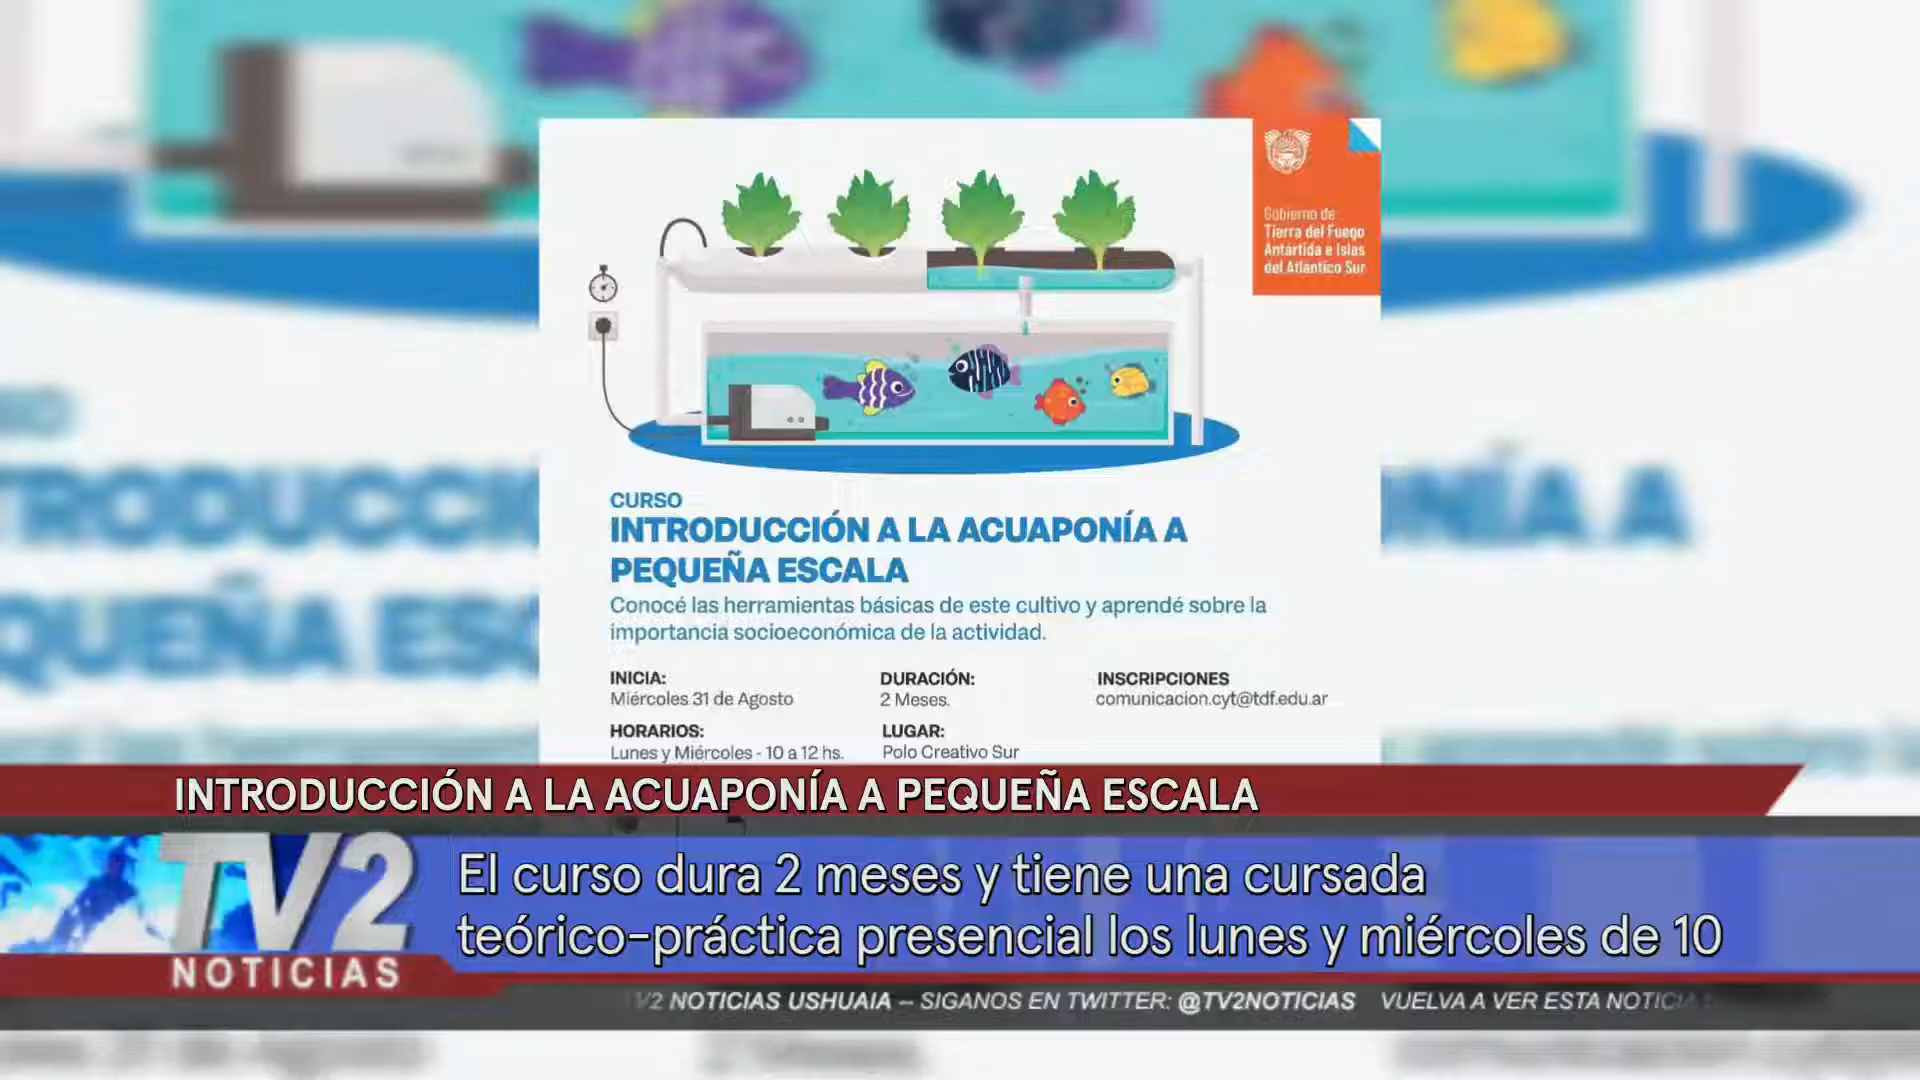 Gobierno de
Tierra del Fuego
Antártida e Islas
del Atlántico Sur
CURSO
INTRODUCCIÓN A LA ACUAPONÍA A
PEQUEÑA ESCALA
Conocé las herramientas básicas de este cultivo y aprendé sobre la
importancia socioeconómica de la actividad.
INICIA:
Miércoles 31 de Agosto
DURACIÓN:
2 Meses.
INSCRIPCIONES
comunicacion.cyt@tdf.edu.ar
HORARIOS:
Lunes y Miércoles - 10 a 12 hs.
LUGAR:
Polo Creativo Sur
INTRODUCCIÓN A LA ACUAPONÍA A PEQUEÑA ESCALA
TV2
NOTICIAS
El curso dura 2 meses y tiene una cursada
teórico-práctica presencial los lunes y miércoles de 10
V2 NOTICIAS USHUAIA – SIGANOS EN TWITTER: @TV2NOTICIAS VUELVA A VER ESTA